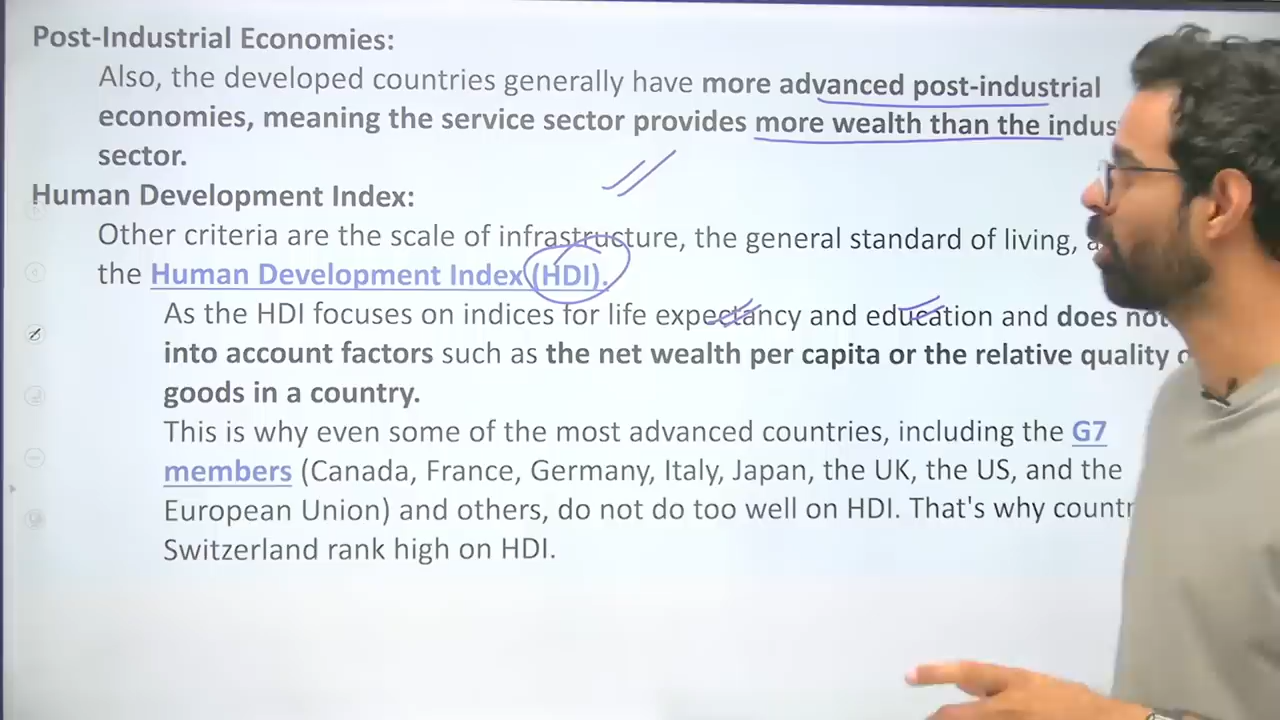 Post-Industrial Economies:
Also, the developed countries generally have more advanced post-industrial
economies, meaning the service sector provides more wealth than the indus
sector.
Human Development Index:
Other criteria are the scale of infrastructure, the general standard of living, a
the Human Development Index (HDI).
As the HDI focuses on indices for life expectancy and education and does not
into account factors such as the net wealth per capita or the relative quality o
goods in a country.
This is why even some of the most advanced countries, including the G7
members (Canada, France, Germany, Italy, Japan, the UK, the US, and the
European Union) and others, do not do too well on HDI. That's why countr
Switzerland rank high on HDI.